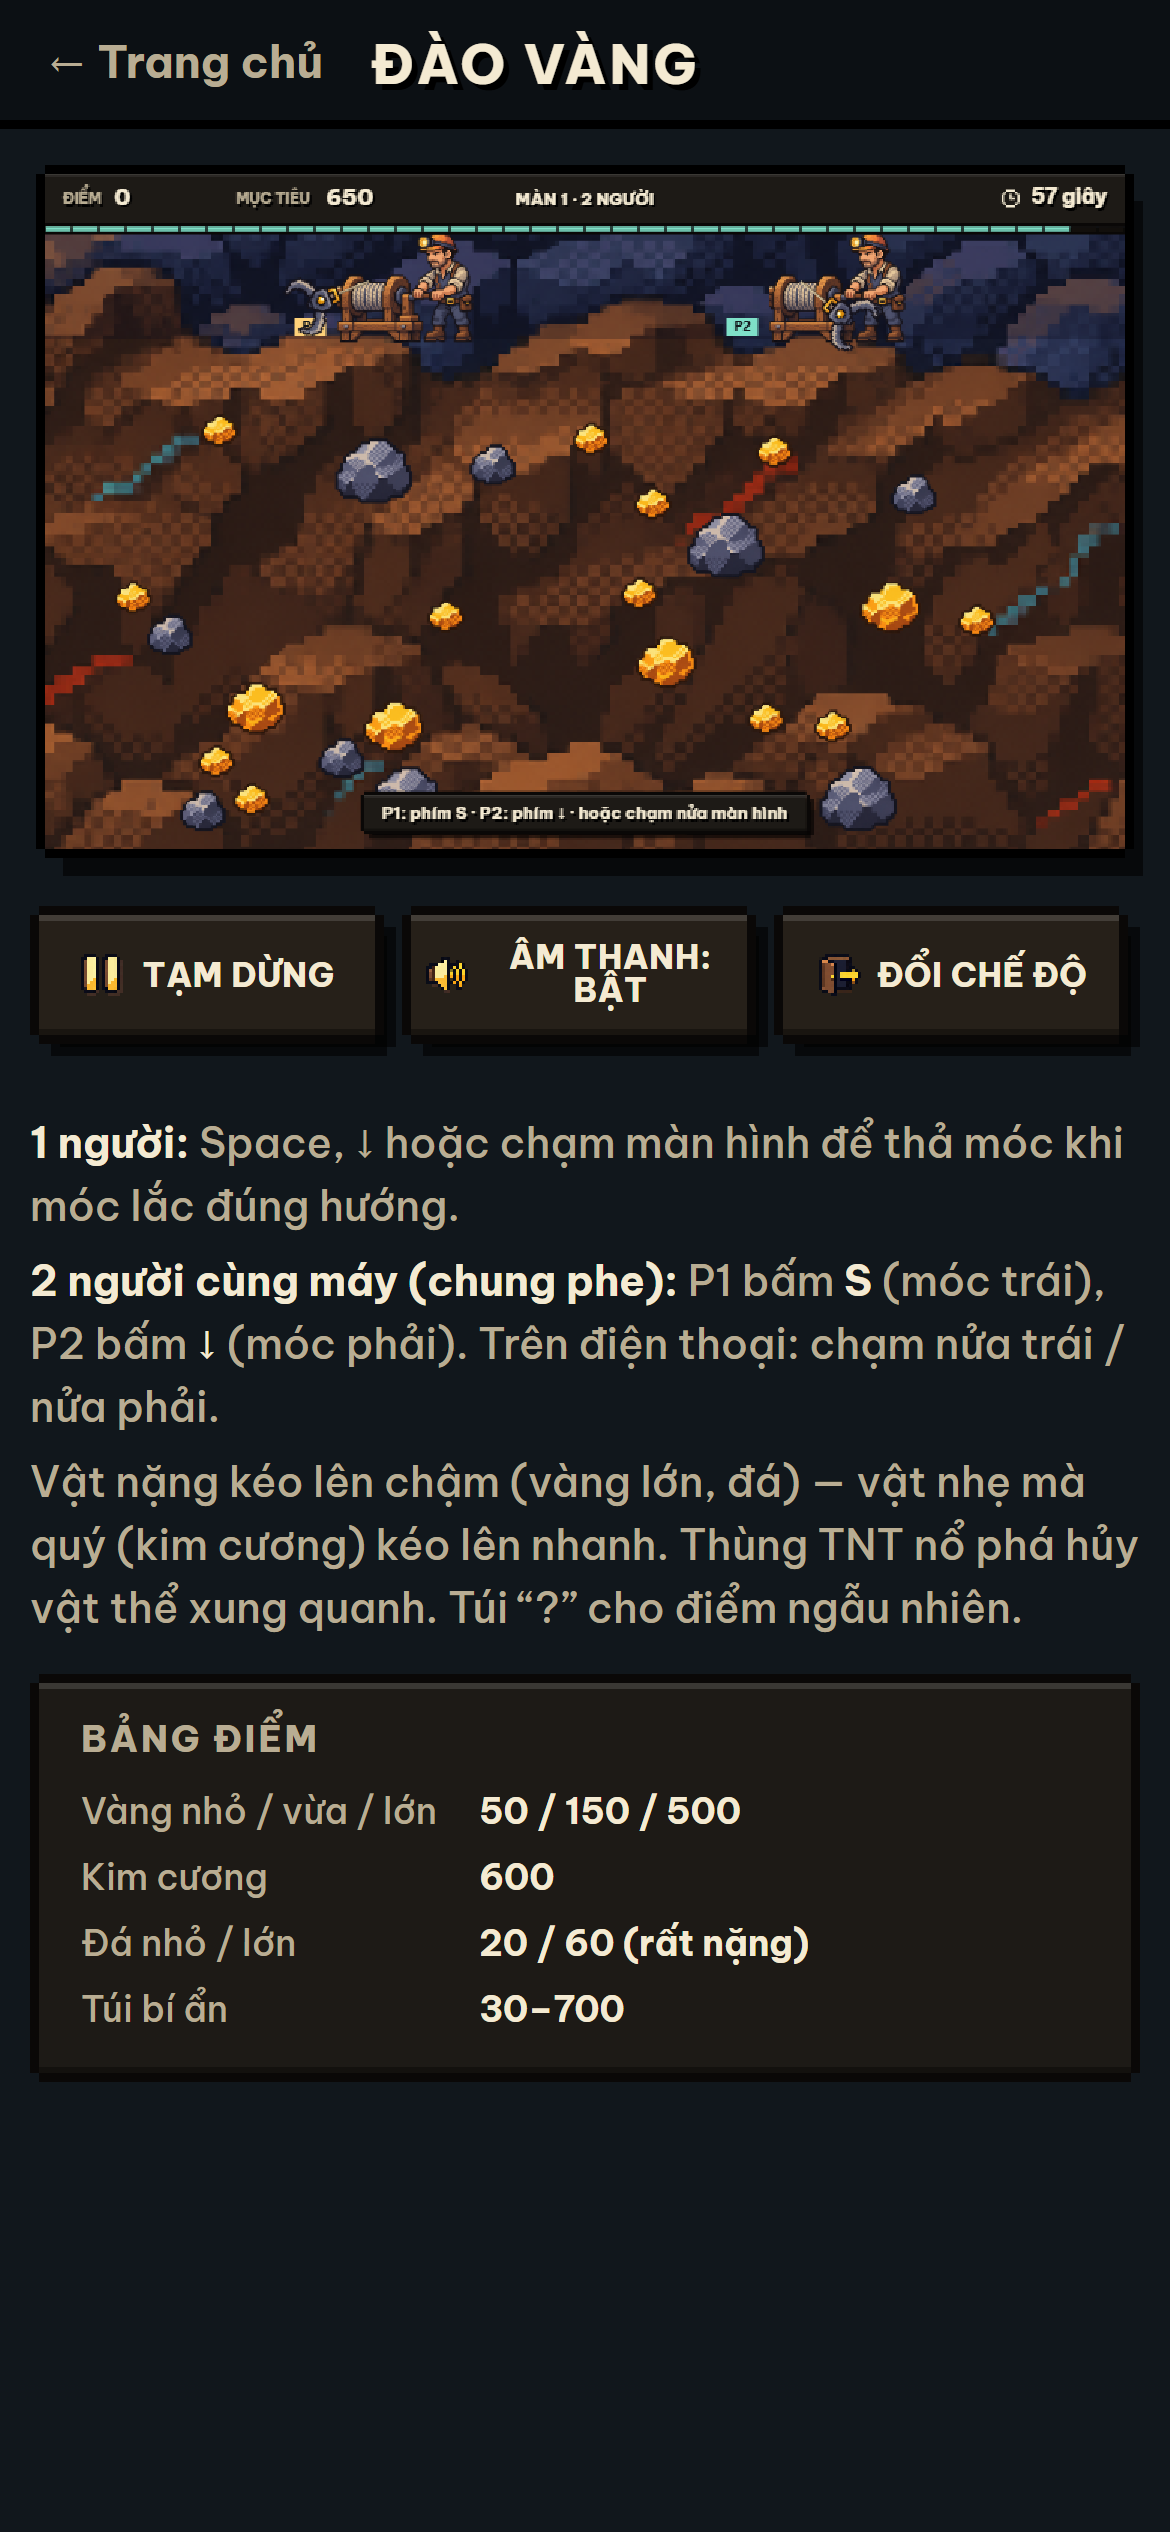 ← Trang chủ ĐÀO VÀNG
ĐIỂM 0 MỤC TIÊU 650 MÀN 1 · 2 NGƯỜI 57 giây
P2
P1: phím S · P2: phím ↓ · hoặc chạm nửa màn hình
TẠM DỪNG
ÂM THANH:
BẬT
ĐỔI CHẾ ĐỘ
1 người: Space, ↓ hoặc chạm màn hình để thả móc khi
móc lắc đúng hướng.
2 người cùng máy (chung phe): P1 bấm S (móc trái),
P2 bấm ↓ (móc phải). Trên điện thoại: chạm nửa trái /
nửa phải.
Vật nặng kéo lên chậm (vàng lớn, đá) — vật nhẹ mà
quý (kim cương) kéo lên nhanh. Thùng TNT nổ phá hủy
vật thể xung quanh. Túi “?” cho điểm ngẫu nhiên.
BẢNG ĐIỂM
Vàng nhỏ / vừa / lớn 50 / 150 / 500
Kim cương 600
Đá nhỏ / lớn 20 / 60 (rất nặng)
Túi bí ẩn 30–700